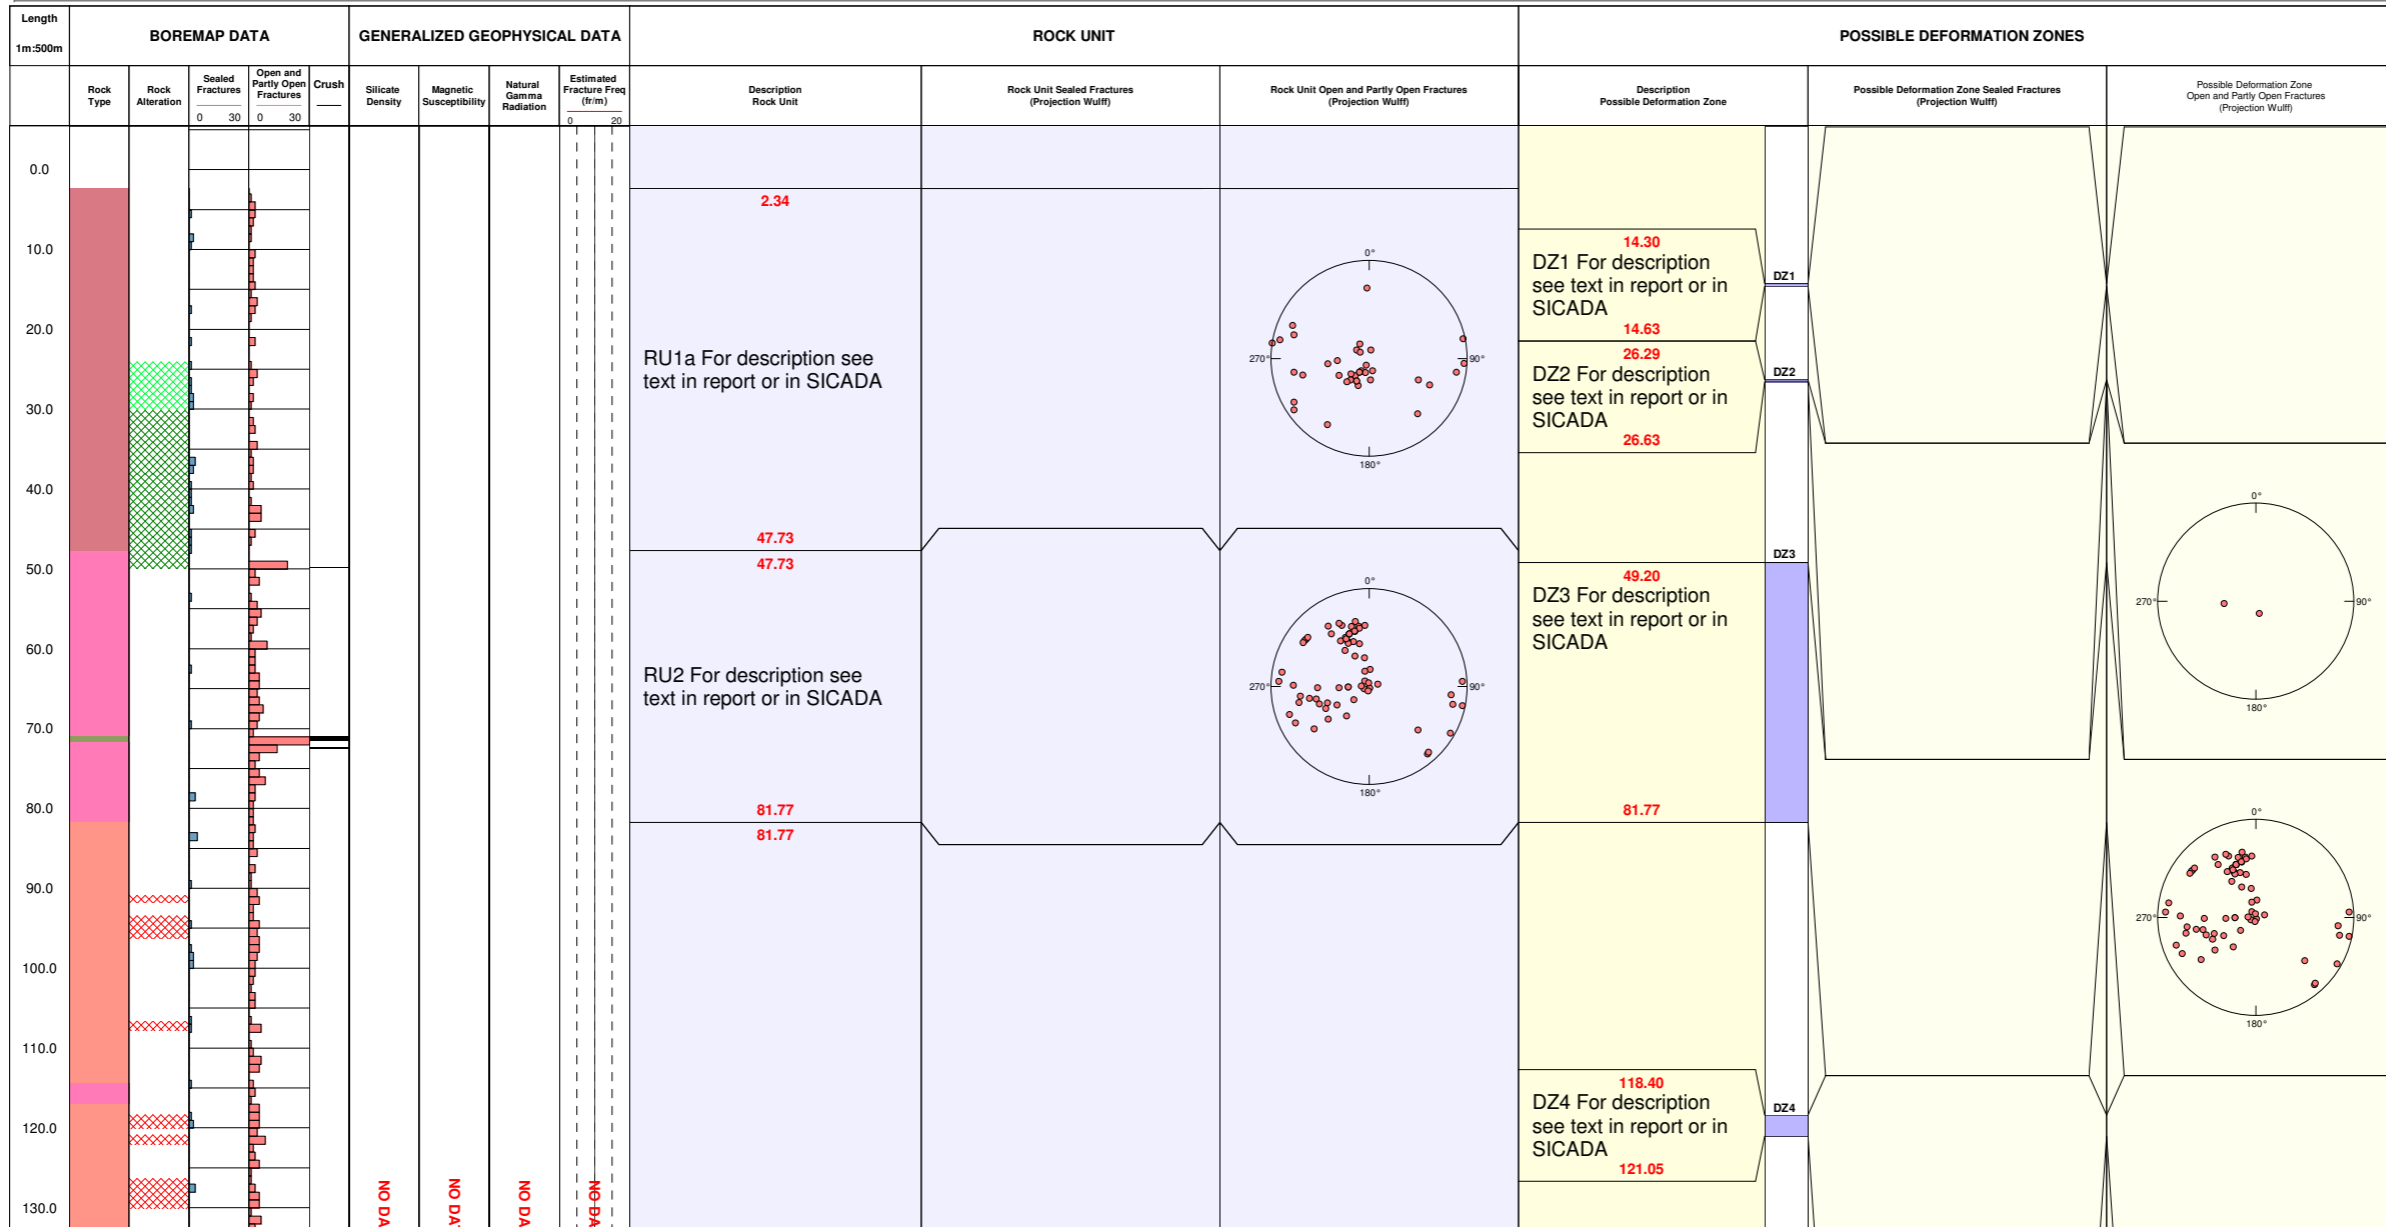 Length
1m:500m
BOREMAP DATA
GENERALIZED GEOPHYSICAL DATA
ROCK UNIT
POSSIBLE DEFORMATION ZONES
Rock
Type
Rock
Alteration
Sealed
Fractures
0 30
Open and
Partly Open
Fractures
0 30
Crush
Silicate
Density
Magnetic
Susceptibility
Natural
Gamma
Radiation
Estimated
Fracture Freq
(fr/m)
0 20
Description
Rock Unit
Rock Unit Sealed Fractures
(Projection Wulff)
Rock Unit Open and Partly Open Fractures
(Projection Wulff)
Description
Possible Deformation Zone
Possible Deformation Zone Sealed Fractures
(Projection Wulff)
Possible Deformation Zone
Open and Partly Open Fractures
(Projection Wulff)
0.0
10.0
20.0
30.0
40.0
50.0
60.0
70.0
80.0
90.0
100.0
110.0
120.0
130.0
NO DA
NO DA
NO DA
NO DA
2.34
RU1a For description see
text in report or in SICADA
47.73
47.73
RU2 For description see
text in report or in SICADA
81.77
81.77
0°
270°
90°
180°
0°
270°
90°
180°
14.30
DZ1 For description
see text in report or in
SICADA
14.63
26.29
DZ2 For description
see text in report or in
SICADA
26.63
49.20
DZ3 For description
see text in report or in
SICADA
81.77
118.40
DZ4 For description
see text in report or in
SICADA
121.05
DZ1
DZ2
DZ3
DZ4
0°
270°
90°
180°
0°
270°
90°
180°